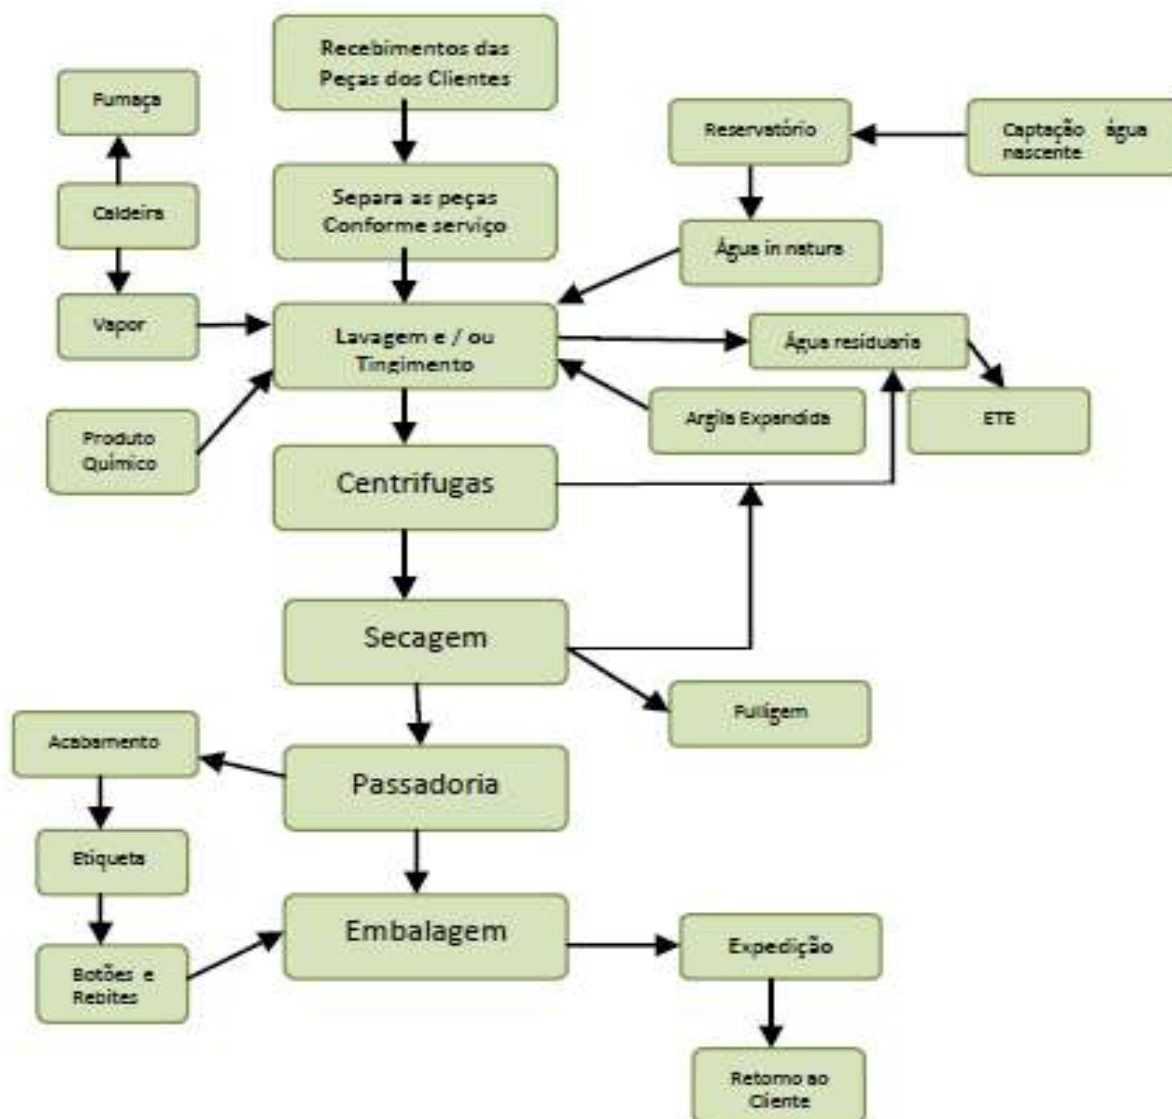 Recebimentos das
Peças dos Clientes
Fumaça
Reservatório
Captação água
nascente
Separa as peças
Conforme serviço
Caldeira
Água in natura
Vapor
Lavagem e / ou
Tingimento
Água residuaria
Produto
Químico
Argila Expandida
ETE
Centrifugas
Secagem
Fulígem
Acabamento
Passadoria
Etiqueta
Embalagem
Expedição
Botões e
Rebites
Retorno ao
Cliente